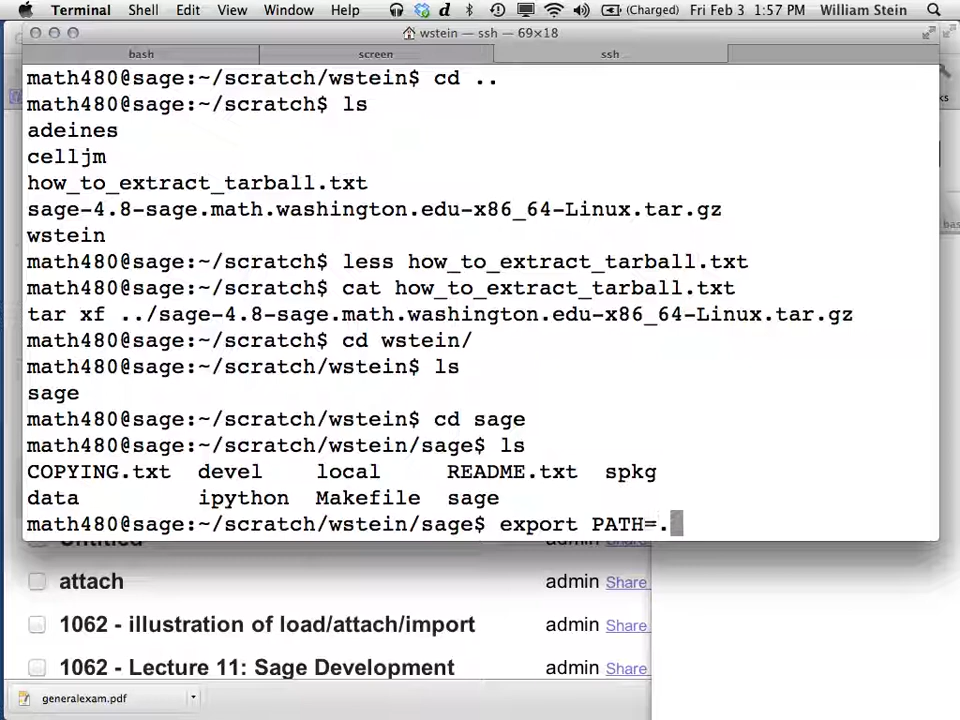 Terminal Shell Edit View Window Help (Charged) Fri Feb 3 1:57 PM William Stein
wstein — ssh — 69×18
bash screen ssh
math480@sage:~/scratch/wstein$ cd ..
math480@sage:~/scratch$ ls
adeines
celljm
how_to_extract_tarball.txt
sage-4.8-sage.math.washington.edu-x86_64-Linux.tar.gz
wstein
math480@sage:~/scratch$ less how_to_extract_tarball.txt
math480@sage:~/scratch$ cat how_to_extract_tarball.txt
tar xf ../sage-4.8-sage.math.washington.edu-x86_64-Linux.tar.gz
math480@sage:~/scratch$ cd wstein/
math480@sage:~/scratch/wstein$ ls
sage
math480@sage:~/scratch/wstein$ cd sage
math480@sage:~/scratch/wstein/sage$ ls
COPYING.txt devel local README.txt spkg
data ipython Makefile sage
math480@sage:~/scratch/wstein/sage$ export PATH=.
Untitled admin Share
attach admin Share
1062 - illustration of load/attach/import admin Share
1062 - Lecture 11: Sage Development admin Share
generalexam.pdf